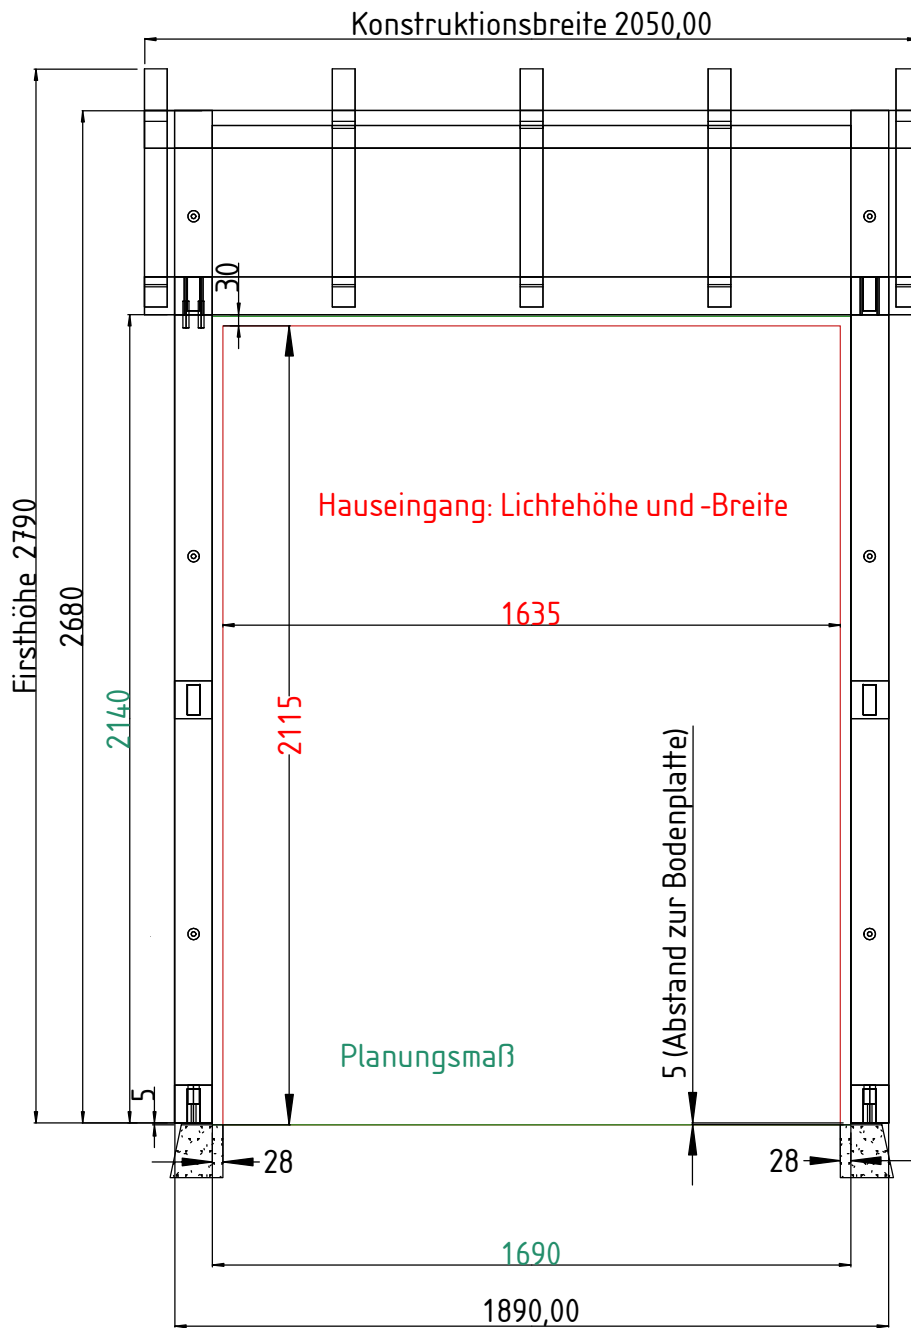 Konstruktionsbreite 2050,00
30
Hauseingang: Lichtehöhe und -Breite
Firsthöhe 2790
2680
1635
2140
2115
5 (Abstand zur Bodenplatte)
Planungsmaß
5
28
28
1690
1890,00